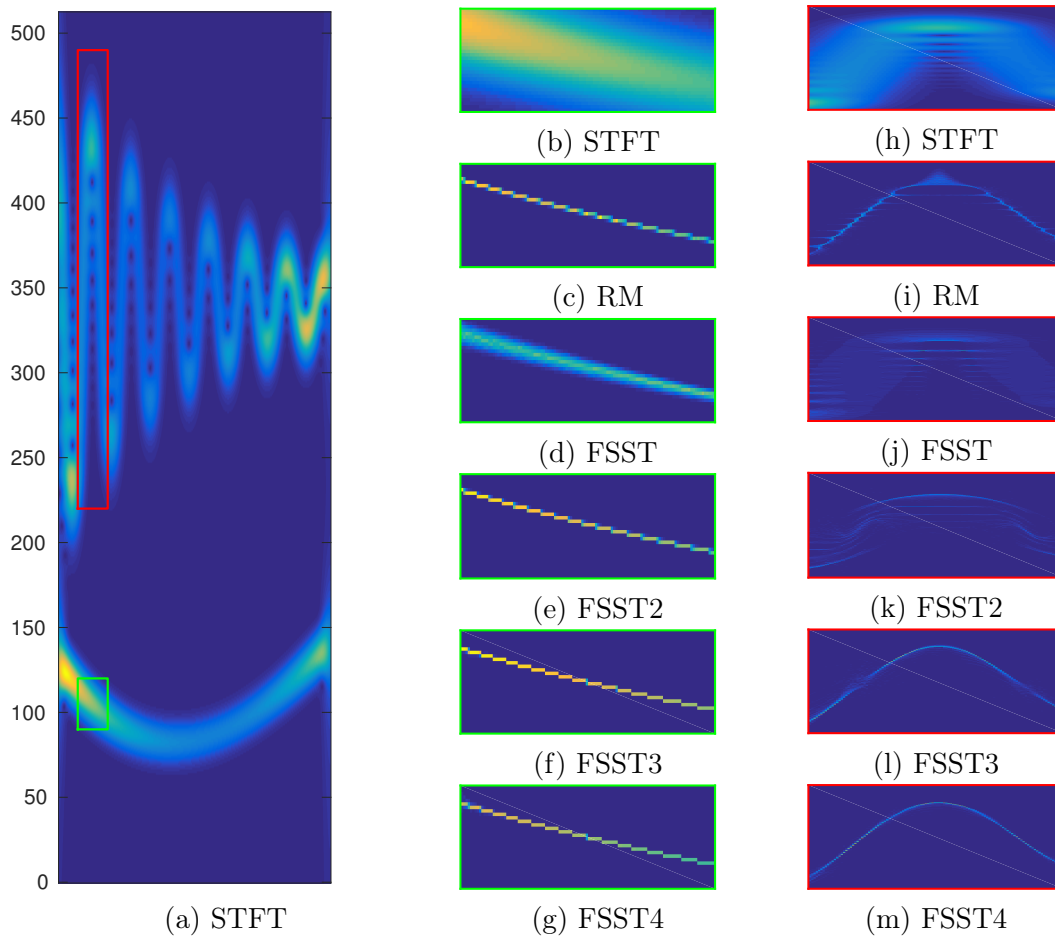 500
450
400
350
300
250
200
150
100
50
0
(a) STFT
(b) STFT
(c) RM
(d) FSST
(e) FSST2
(f) FSST3
(g) FSST4
(h) STFT
(i) RM
(j) FSST
(k) FSST2
(l) FSST3
(m) FSST4